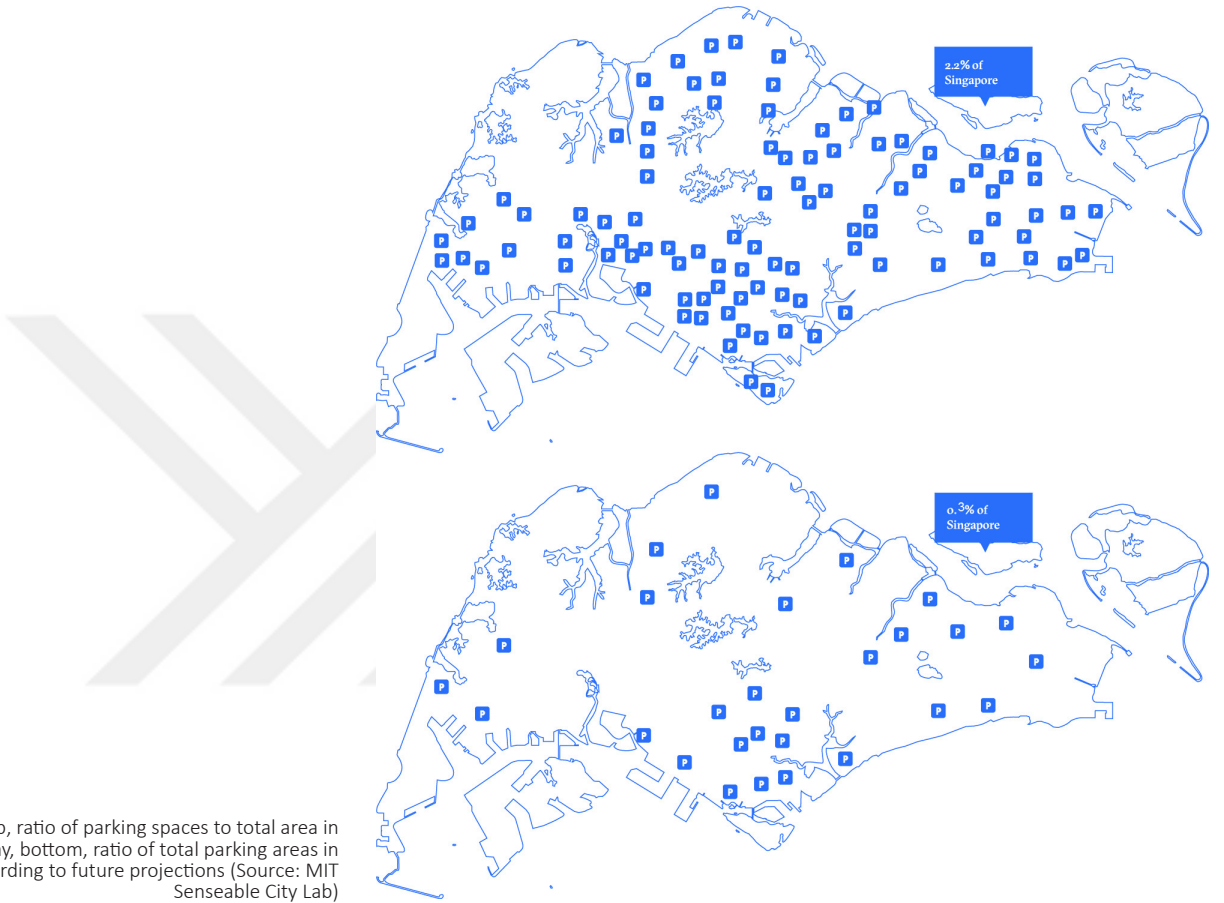 2.2% of
Singapore
0.3% of
Singapore
ratio of parking spaces to total area in
bottom, ratio of total parking areas in
rding to future projections (Source: MIT
Senseable City Lab)